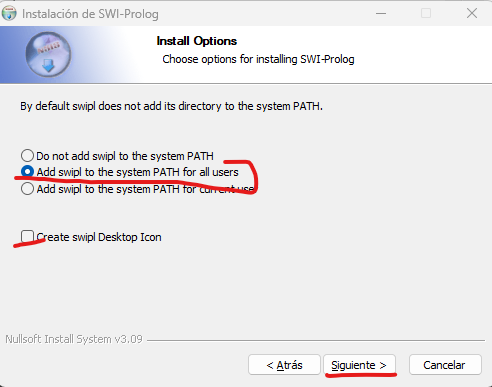 Instalación de SWI-Prolog
Install Options
Choose options for installing SWI-Prolog
By default swipl does not add its directory to the system PATH.
Do not add swipl to the system PATH
Add swipl to the system PATH for all users
Add swipl to the system PATH for current user
Create swipl Desktop Icon
Nullsoft Install System v3.09
< Atrás
Siguiente >
Cancelar